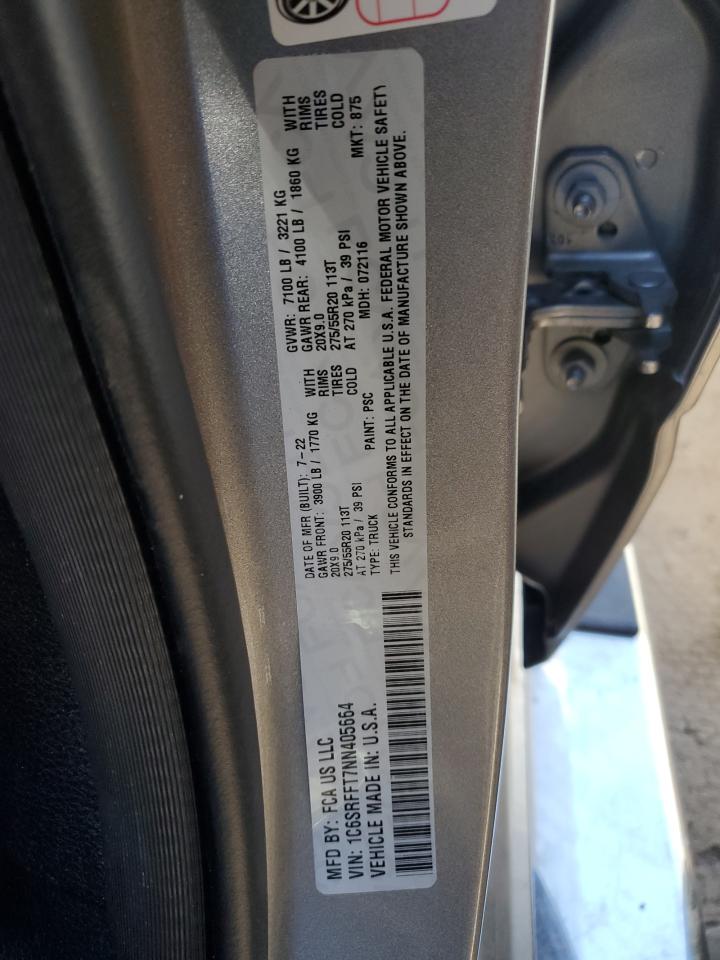 MFD BY: FCA US LLC
VIN: 1C6SRFFT7NN405664
VEHICLE MADE IN: U.S.A.
DATE OF MFR (BUILT): 7-22
GAWR FRONT: 3900 LB / 1770 KG WITH
20X9.0 RIMS
275/55R20 113T TIRES
AT 270 kPa / 39 PSI COLD
TYPE: TRUCK PAINT: PSC
GVWR: 7100 LB / 3221 KG
GAWR REAR: 4100 LB / 1860 KG WITH
20X9.0 RIMS
275/55R20 113T TIRES
AT 270 kPa / 39 PSI COLD
MDH: 072116 MKT: 875
THIS VEHICLE CONFORMS TO ALL APPLICABLE U.S.A. FEDERAL MOTOR VEHICLE SAFETY
STANDARDS IN EFFECT ON THE DATE OF MANUFACTURE SHOWN ABOVE.